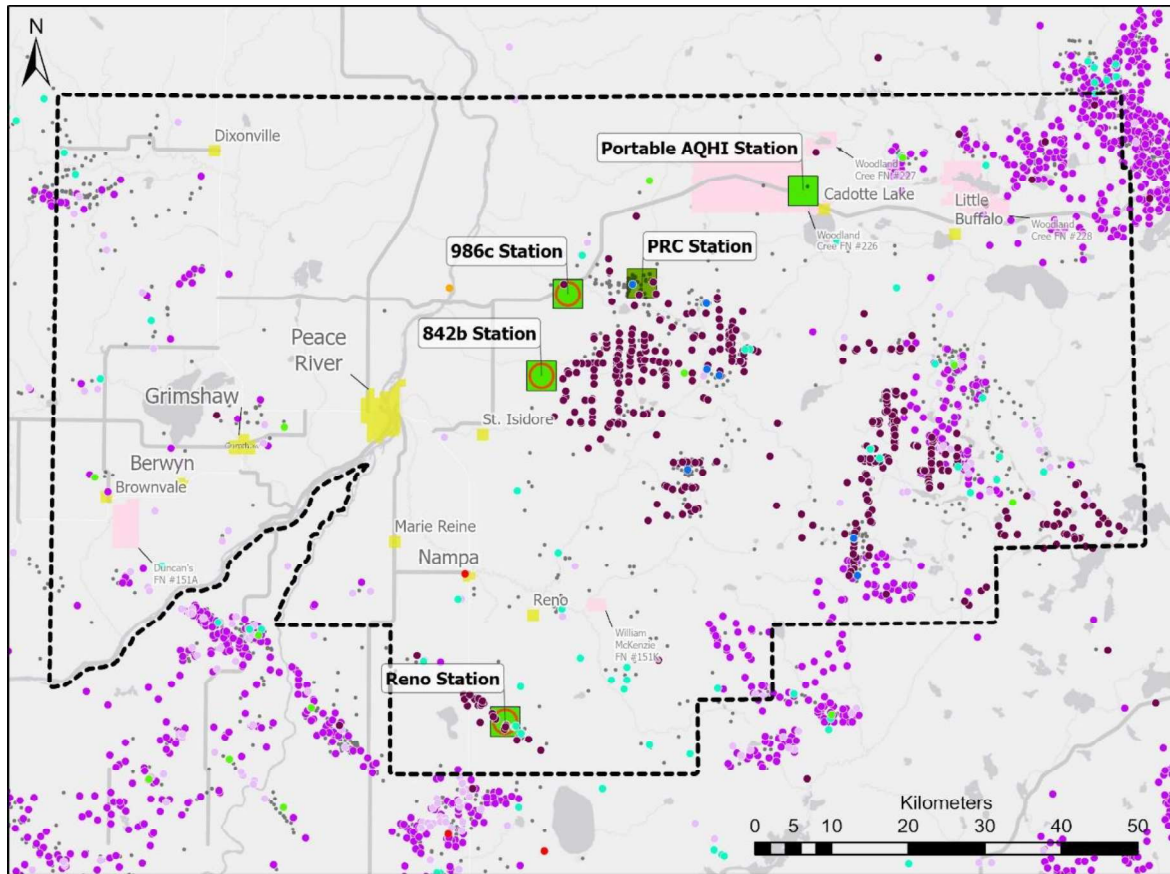 N
Dixonville
Portable AQHI Station
Woodland
Cree FN #227
Cadotte Lake
Little
Buffalo
Woodland
Cree FN #226
Woodland
Cree FN #228
986c Station
PRC Station
842b Station
Peace
River
Grimshaw
St. Isidore
Berwyn
Brownvale
Marie Reine
Nampa
Duncan's
FN #151A
Reno
William
McKenzie
FN #151K
Reno Station
Kilometers
0 5 10 20 30 40 50